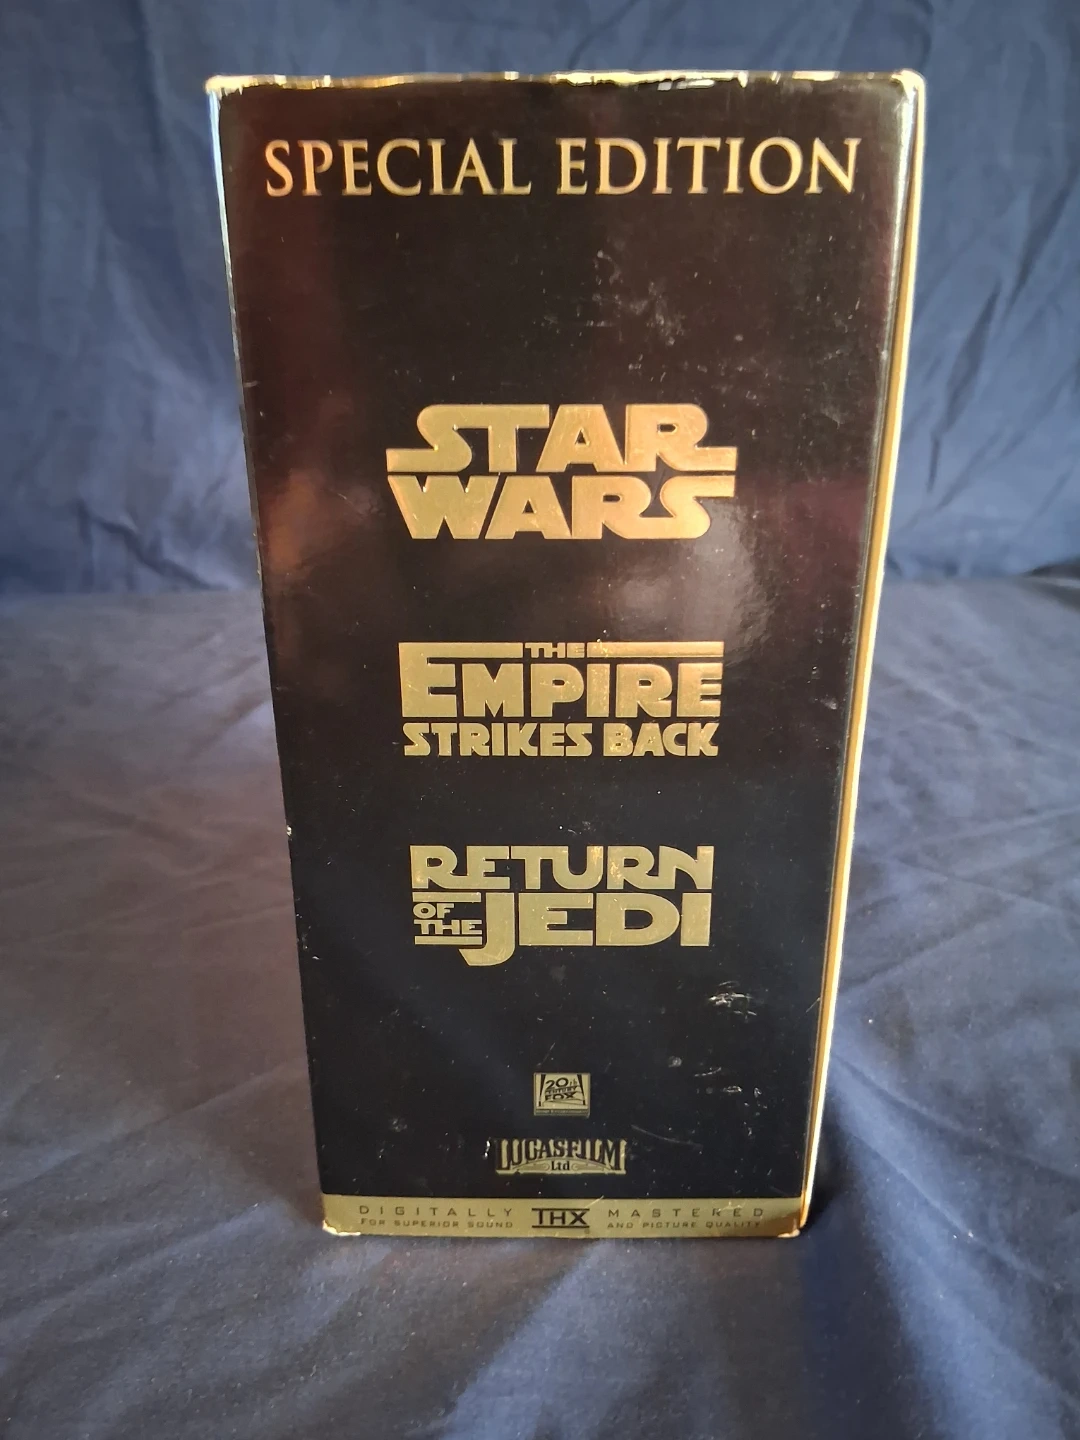 SPECIAL EDITION
STAR
WARS
THE
EMPIRE
STRIKES BACK
RETURN
OF THE JEDI
20th
CENTURY
FOX
LUCASFILM
Ltd
DIGITALLY THX MASTERED
FOR SUPERIOR SOUND AND PICTURE QUALITY